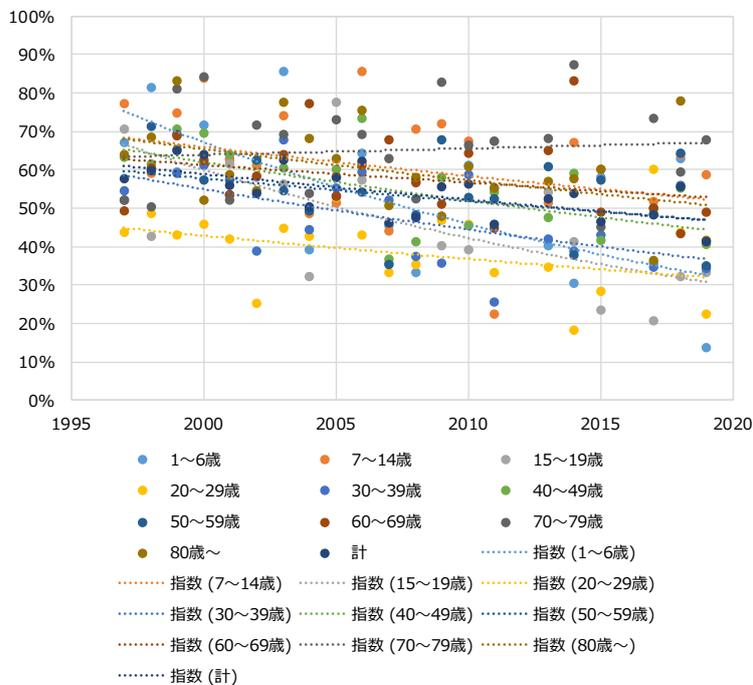 100%
90%
80%
70%
60%
50%
40%
30%
20%
10%
0%
1995 2000 2005 2010 2015 2020
1～6歳 7～14歳 15～19歳
20～29歳 30～39歳 40～49歳
50～59歳 60～69歳 70～79歳
80歳～ 計 指数 (1～6歳)
指数 (7～14歳) 指数 (15～19歳) 指数 (20～29歳)
指数 (30～39歳) 指数 (40～49歳) 指数 (50～59歳)
指数 (60～69歳) 指数 (70～79歳) 指数 (80歳～)
指数 (計)